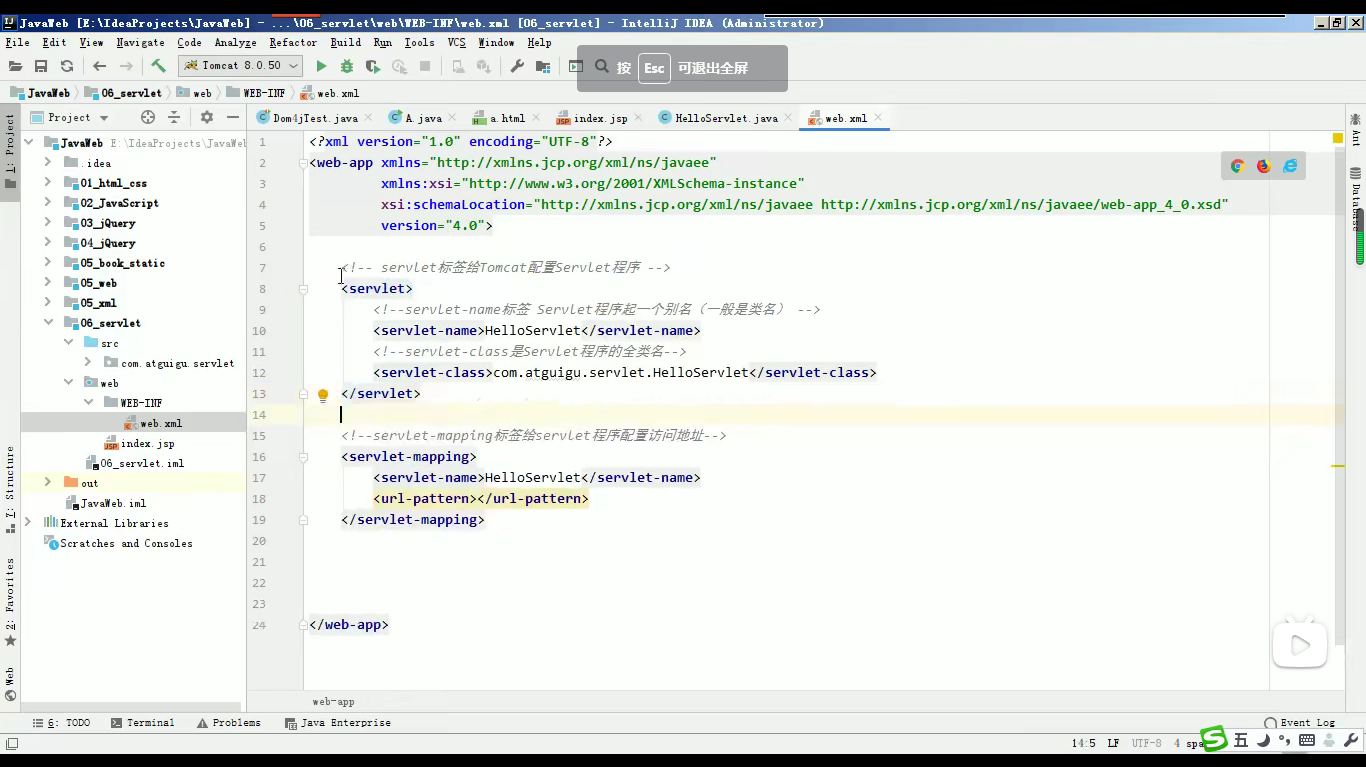 JavaWeb [E:\IdeaProjects\JavaWeb] - ...\06_servlet\web\WEB-INF\web.xml [06_servlet] - IntelliJ IDEA (Administrator)
File Edit View Navigate Code Analyze Refactor Build Run Tools VCS Window Help
Tomcat 8.0.50
按 Esc 可退出全屏
JavaWeb 06_servlet web WEB-INF web.xml
Project
Dom4jTest.java A.java a.html index.jsp HelloServlet.java web.xml
1: Project
Z: Structure
2: Favorites
Web
JavaWeb E:\IdeaProjects\JavaWe
.idea
01_html_css
02_JavaScript
03_jQuery
04_jQuery
05_book_static
05_web
05_xml
06_servlet
src
com.atguigu.servlet
web
WEB-INF
web.xml
index.jsp
06_servlet.iml
out
JavaWeb.iml
External Libraries
Scratches and Consoles
1 <?xml version="1.0" encoding="UTF-8"?>
2 <web-app xmlns="http://xmlns.jcp.org/xml/ns/javaee"
3 xmlns:xsi="http://www.w3.org/2001/XMLSchema-instance"
4 xsi:schemaLocation="http://xmlns.jcp.org/xml/ns/javaee http://xmlns.jcp.org/xml/ns/javaee/web-app_4_0.xsd"
5 version="4.0">
6
7 <!-- servlet标签给Tomcat配置Servlet程序 -->
8 <servlet>
9 <!--servlet-name标签 Servlet程序起一个别名（一般是类名） -->
10 <servlet-name>HelloServlet</servlet-name>
11 <!--servlet-class是Servlet程序的全类名-->
12 <servlet-class>com.atguigu.servlet.HelloServlet</servlet-class>
13 </servlet>
14
15 <!--servlet-mapping标签给servlet程序配置访问地址-->
16 <servlet-mapping>
17 <servlet-name>HelloServlet</servlet-name>
18 <url-pattern></url-pattern>
19 </servlet-mapping>
20
21
22
23
24 </web-app>
Ant
Database
web-app
6: TODO Terminal Problems Java Enterprise Event Log
14:5 LF UTF-8 4 spa
五